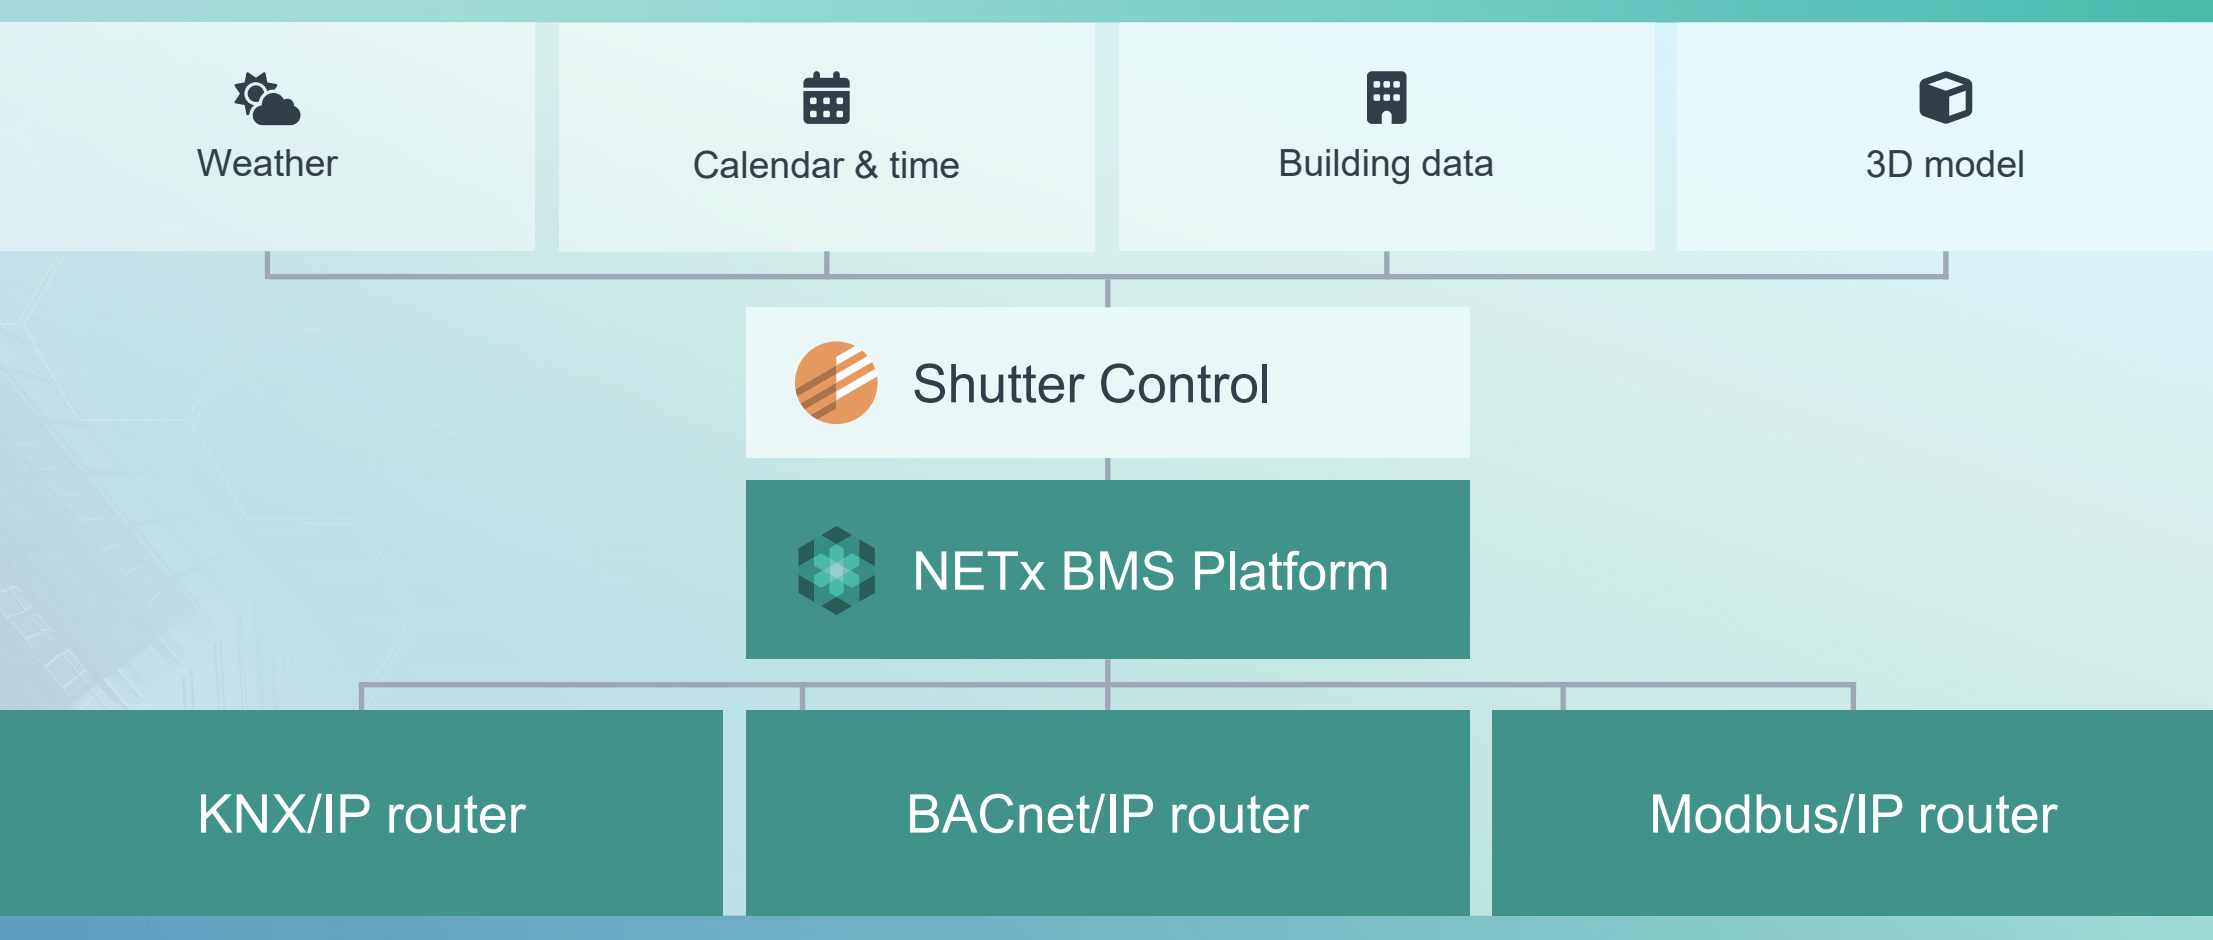 Weather
Calendar & time
Building data
3D model
Shutter Control
NETx BMS Platform
KNX/IP router
BACnet/IP router
Modbus/IP router